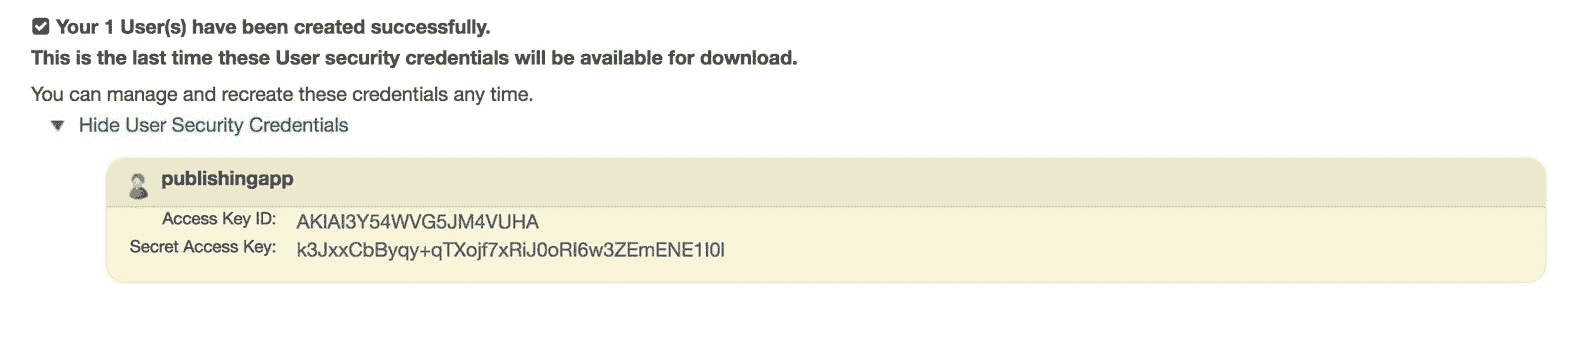 Your 1 User(s) have been created successfully.
This is the last time these User security credentials will be available for download.
You can manage and recreate these credentials any time.
Hide User Security Credentials
publishingapp
Access Key ID: AKIAI3Y54WVG5JM4VUHA
Secret Access Key: